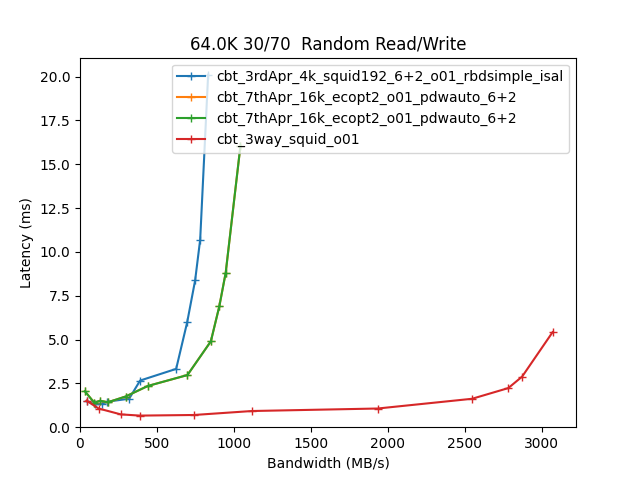 64.0K 30/70  Random Read/Write
cbt_3rdApr_4k_squid192_6+2_o01_rbdsimple_isal
cbt_7thApr_16k_ecopt2_o01_pdwauto_6+2
cbt_7thApr_16k_ecopt2_o01_pdwauto_6+2
cbt_3way_squid_o01
20.0
17.5
15.0
12.5
10.0
7.5
5.0
2.5
0.0
Latency (ms)
0 500 1000 1500 2000 2500 3000
Bandwidth (MB/s)